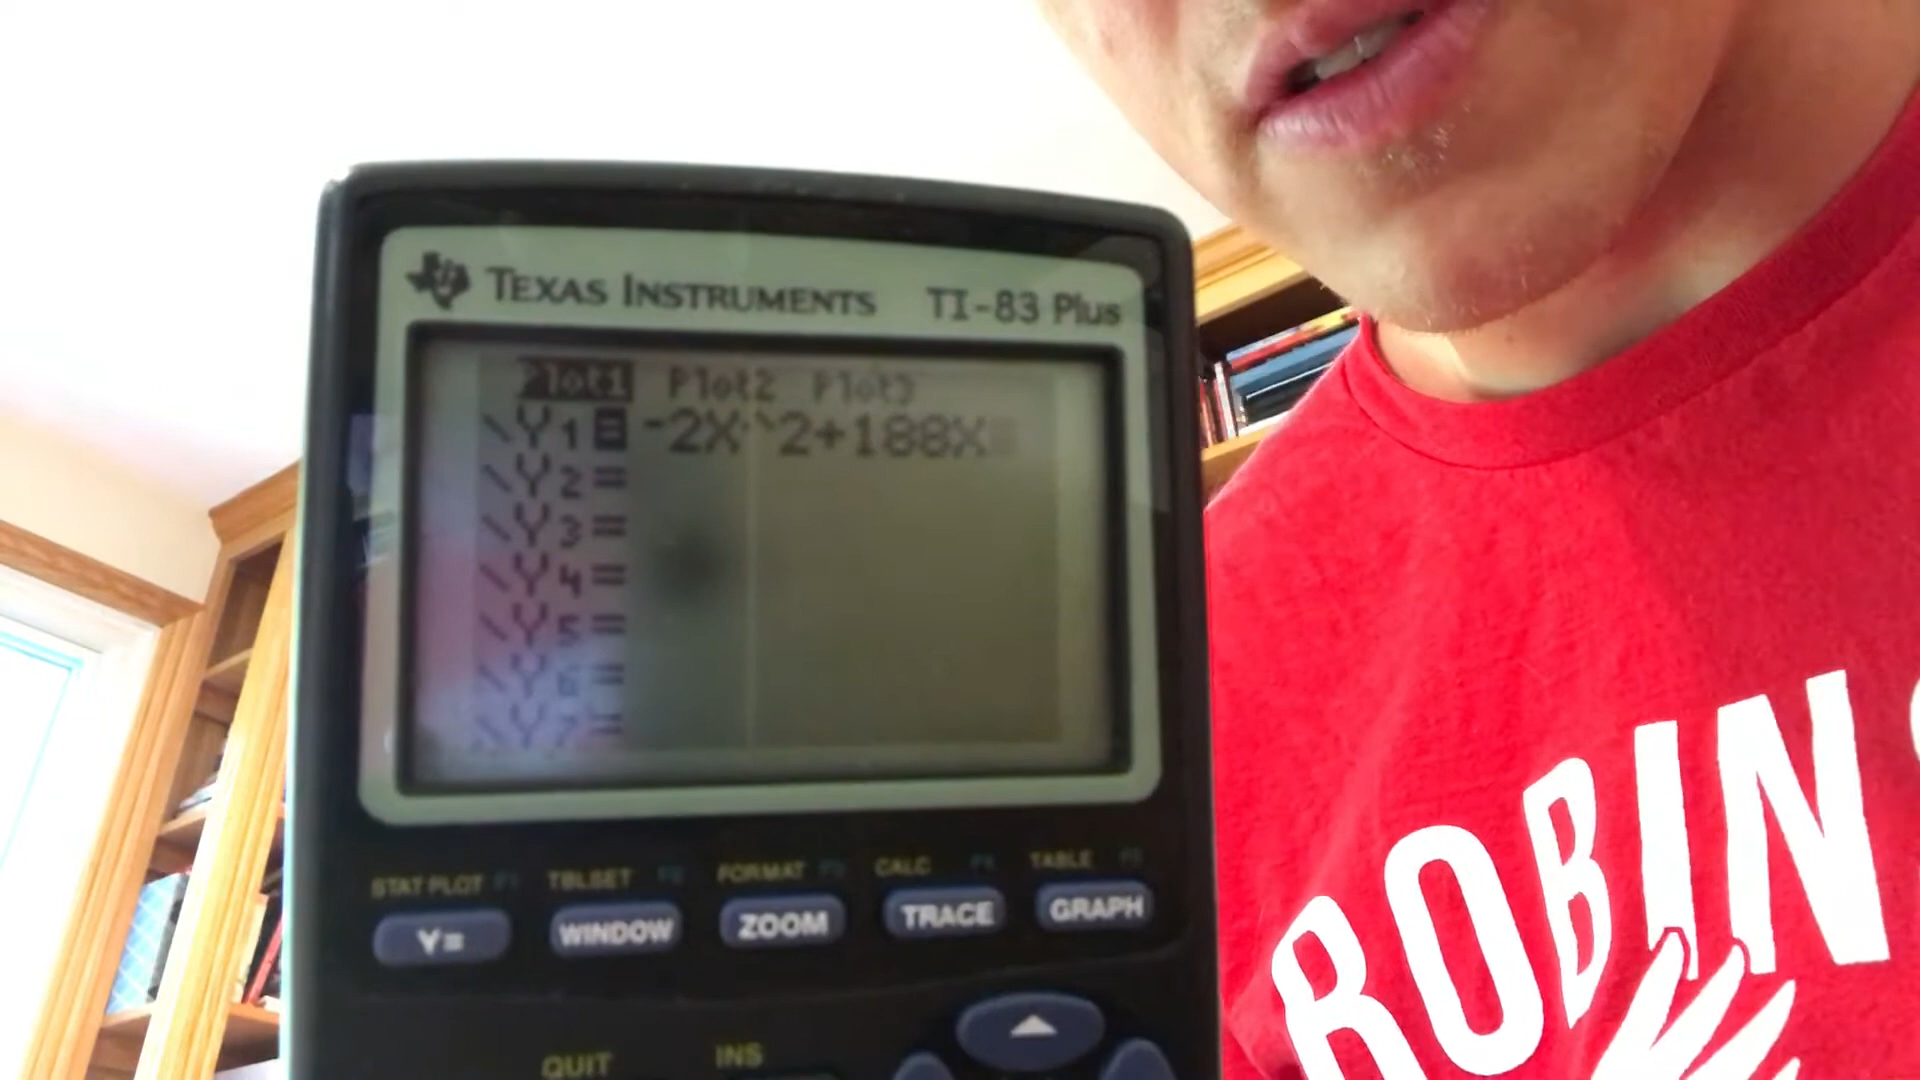 TEXAS INSTRUMENTS TI-83 Plus
Plot1 Plot2 Plot3
\Y1=-2X^2+188X
\Y2=
\Y3=
\Y4=
\Y5=
\Y6=
\Y7=
STAT PLOT F1 TBLSET F2 FORMAT F3 CALC F4 TABLE F5
Y= WINDOW ZOOM TRACE GRAPH
QUIT INS
ROBIN